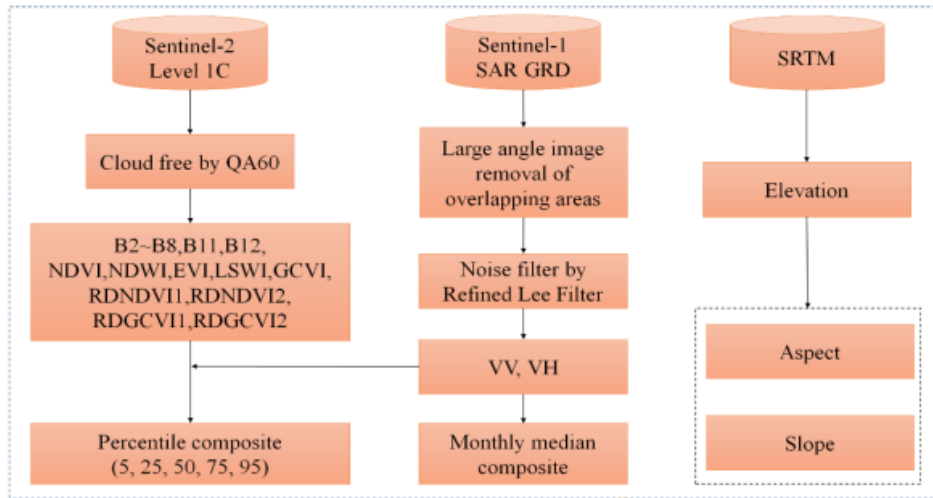 Sentinel-2
Level 1C
Cloud free by QA60
B2~B8,B11,B12,
NDVI,NDWI,EVI,LSWI,GCVI,
RDNDVI1,RDNDVI2,
RDGCVI1,RDGCVI2
Percentile composite
(5, 25, 50, 75, 95)
Sentinel-1
SAR GRD
Large angle image
removal of
overlapping areas
Noise filter by
Refined Lee Filter
VV, VH
Monthly median
composite
SRTM
Elevation
Aspect
Slope